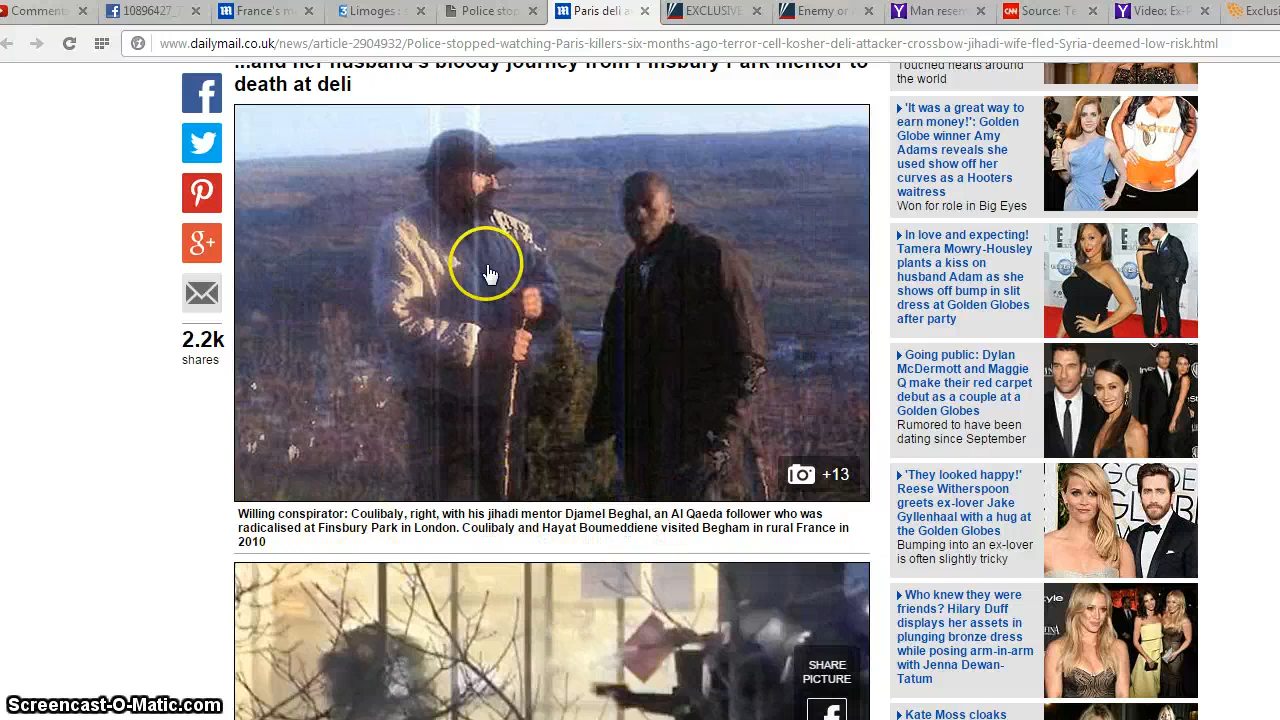 Comment
10896427_7
France's m
Limoges :
Police stop
Paris deli a
EXCLUSIVE
Enemy or
Man resem
Source: Te
Video: Ex-F
Exclusi
www.dailymail.co.uk/news/article-2904932/Police-stopped-watching-Paris-killers-six-months-ago-terror-cell-kosher-deli-attacker-crossbow-jihadi-wife-fled-Syria-deemed-low-risk.html
...and her husband's bloody journey from Finsbury Park mentor to
death at deli
2.2k
shares
+13
Willing conspirator: Coulibaly, right, wth his jihadi mentor Djamel Beghal, an Al Qaeda follower who was
radicalised at Finsbury Park in London. Coulibaly and Hayat Boumeddiene visited Begham in rural France in
2010
SHARE
PICTURE
Touched hearts around
the world
'It was a great way to
earn money!': Golden
Globe winner Amy
Adams reveals she
used show off her
curves as a Hooters
waitress
Won for role in Big Eyes
In love and expecting!
Tamera Mowry-Housley
plants a kiss on
husband Adam as she
shows off bump in slit
dress at Golden Globes
after party
Going public: Dylan
McDermott and Maggie
Q make their red carpet
debut as a couple at a
Golden Globes
Rumored to have been
dating since September
'They looked happy!'
Reese Witherspoon
greets ex-lover Jake
Gyllenhaal with a hug at
the Golden Globes
Bumping into an ex-lover
is often slightly tricky
Who knew they were
friends? Hilary Duff
displays her assets in
plunging bronze dress
while posing arm-in-arm
with Jenna Dewan-
Tatum
Kate Moss cloaks
Screencast-O-Matic.com